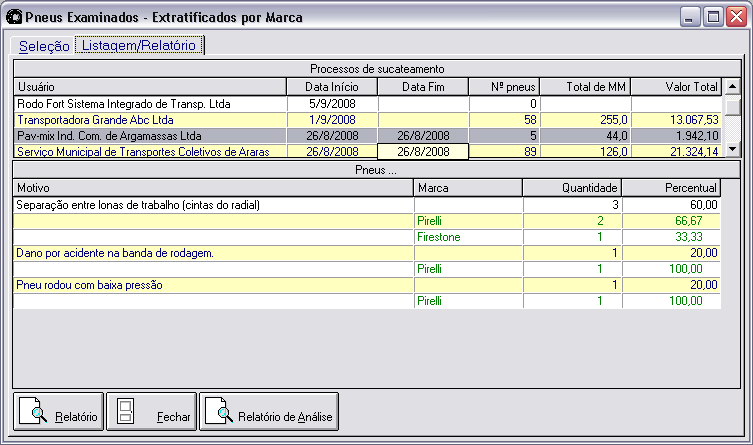 Pneus Examinados - Extratificados por Marca
Seleção Listagem/Relatório
Processos de sucateamento
Usuário Data Início Data Fim Nº pneus Total de MM Valor Total
Rodo Fort Sistema Integrado de Transp. Ltda 5/9/2008 0
Transportadora Grande Abc Ltda 1/9/2008 58 255,0 13.067,53
Pav-mix Ind. Com. de Argamassas Ltda 26/8/2008 26/8/2008 5 44,0 1.942,10
Serviço Municipal de Transportes Coletivos de Araras 26/8/2008 26/8/2008 89 126,0 21.324,14
Pneus ...
Motivo Marca Quantidade Percentual
Separação entre lonas de trabalho (cintas do radial) 3 60,00
Pirelli 2 66,67
Firestone 1 33,33
Dano por acidente na banda de rodagem. 1 20,00
Pirelli 1 100,00
Pneu rodou com baixa pressão 1 20,00
Pirelli 1 100,00
Relatório Fechar Relatório de Análise